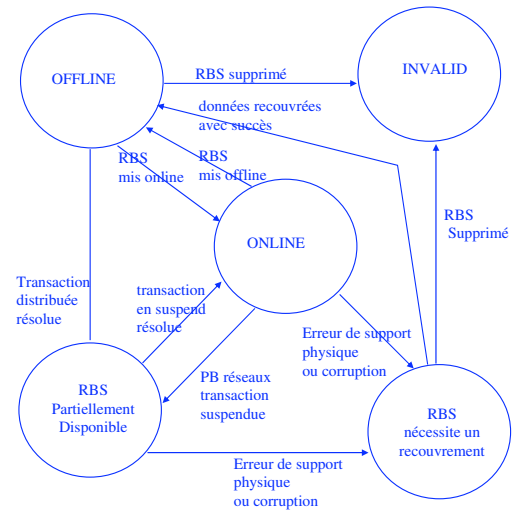 OFFLINE
RBS supprimé
INVALID
données recouvrées
avec succès
RBS
mis online
RBS
mis offline
ONLINE
RBS
Supprimé
Transaction
distribuée
résolue
transaction
en suspend
résolue
Erreur de support
physique
ou corruption
PB réseaux
transaction
suspendue
RBS
Partiellement
Disponible
RBS
nécessite un
recouvrement
Erreur de support
physique
ou corruption